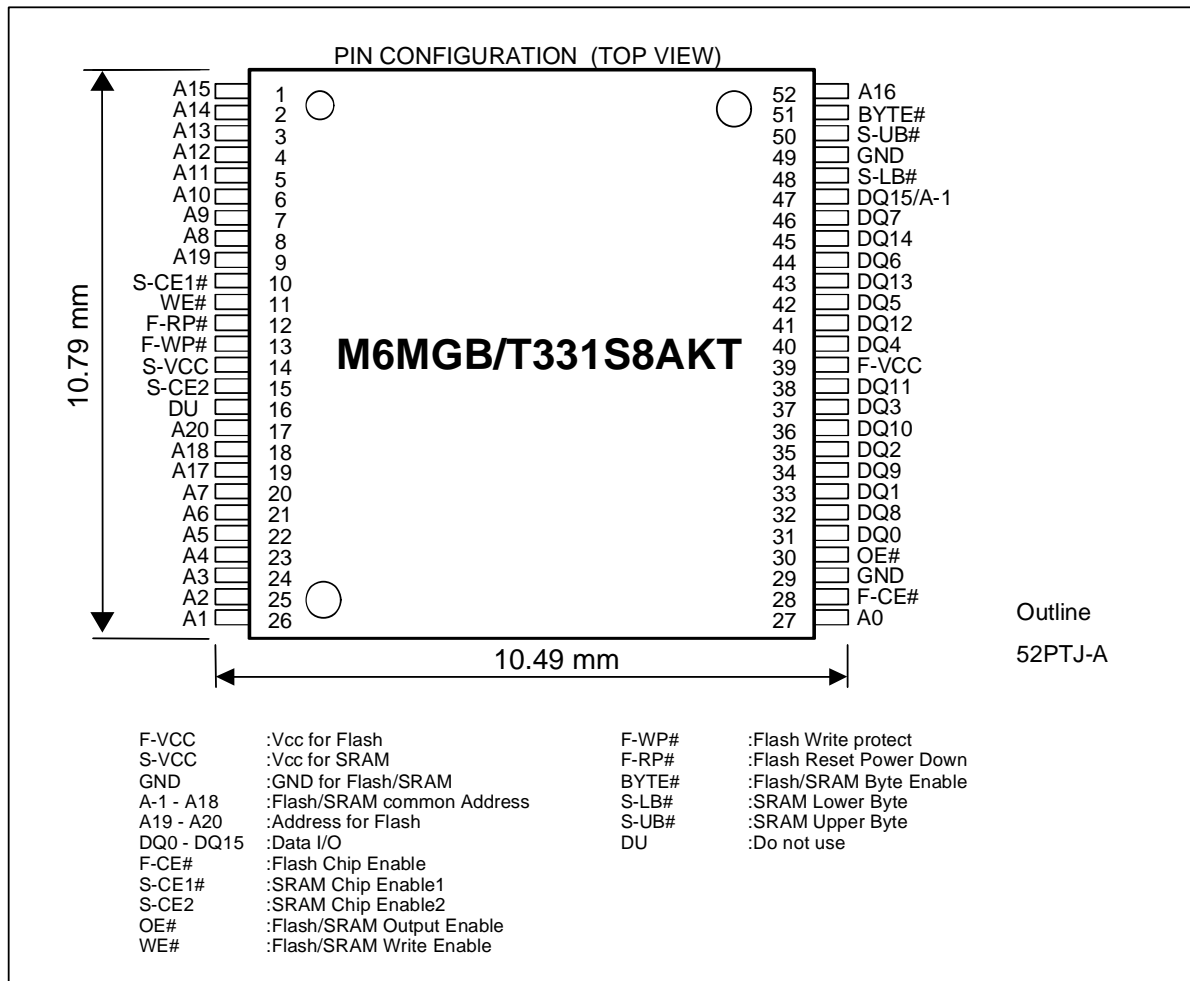 PIN CONFIGURATION (TOP VIEW)
A15 1 52 A16
A14 2 51 BYTE#
A13 3 50 S-UB#
A12 4 49 GND
A11 5 48 S-LB#
A10 6 47 DQ15/A-1
A9 7 46 DQ7
A8 8 45 DQ14
A19 9 44 DQ6
S-CE1# 10 43 DQ13
WE# 11 42 DQ5
F-RP# 12 41 DQ12
F-WP# 13 40 DQ4
S-VCC 14 39 F-VCC
S-CE2 15 38 DQ11
DU 16 37 DQ3
A20 17 36 DQ10
A18 18 35 DQ2
A17 19 34 DQ9
A7 20 33 DQ1
A6 21 32 DQ8
A5 22 31 DQ0
A4 23 30 OE#
A3 24 29 GND
A2 25 28 F-CE#
A1 26 27 A0
M6MGB/T331S8AKT
10.79 mm
10.49 mm
Outline
52PTJ-A
F-VCC :Vcc for Flash
S-VCC :Vcc for SRAM
GND :GND for Flash/SRAM
A-1 - A18 :Flash/SRAM common Address
A19 - A20 :Address for Flash
DQ0 - DQ15 :Data I/O
F-CE# :Flash Chip Enable
S-CE1# :SRAM Chip Enable1
S-CE2 :SRAM Chip Enable2
OE# :Flash/SRAM Output Enable
WE# :Flash/SRAM Write Enable
F-WP# :Flash Write protect
F-RP# :Flash Reset Power Down
BYTE# :Flash/SRAM Byte Enable
S-LB# :SRAM Lower Byte
S-UB# :SRAM Upper Byte
DU :Do not use